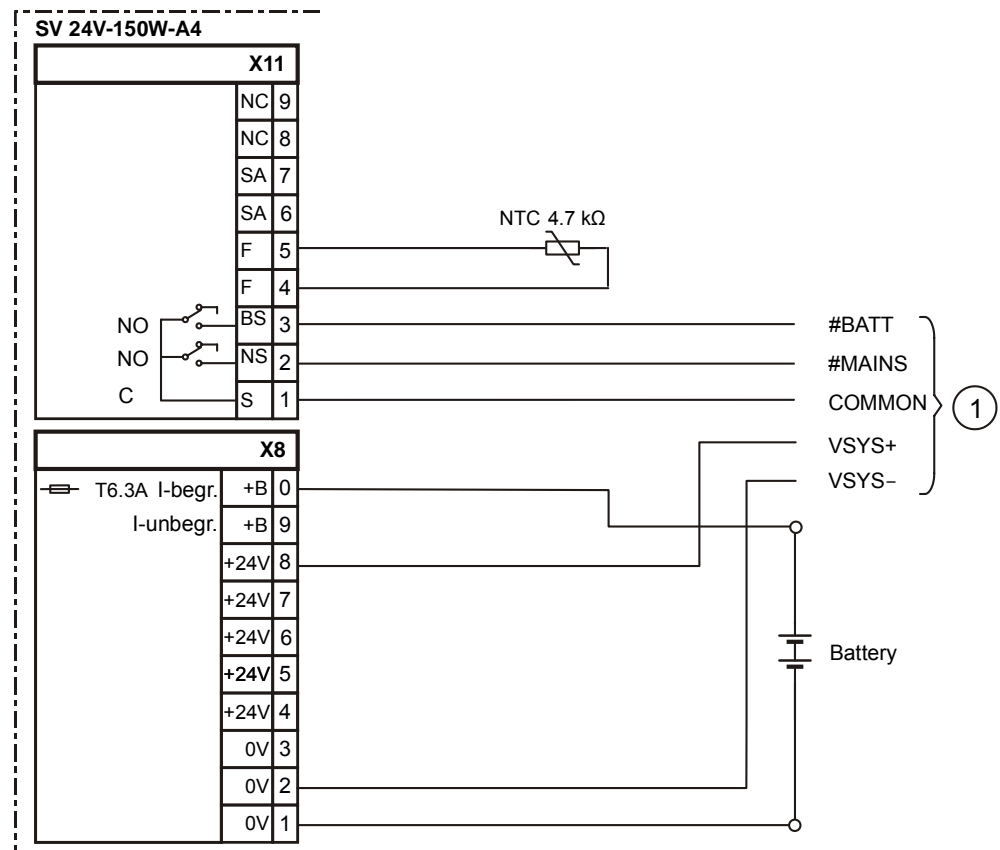 SV 24V-150W-A4
X11
NC 9
NC 8
SA 7
SA 6
NTC 4.7 kΩ
F 5
F 4
NO BS 3 #BATT
NO NS 2 #MAINS
C S 1 COMMON
1
VSYS+
VSYS−
X8
T6.3A I-begr. +B 0
I-unbegr. +B 9
+24V 8
+24V 7
+24V 6
Battery
+24V 5
+24V 4
0V 3
0V 2
0V 1